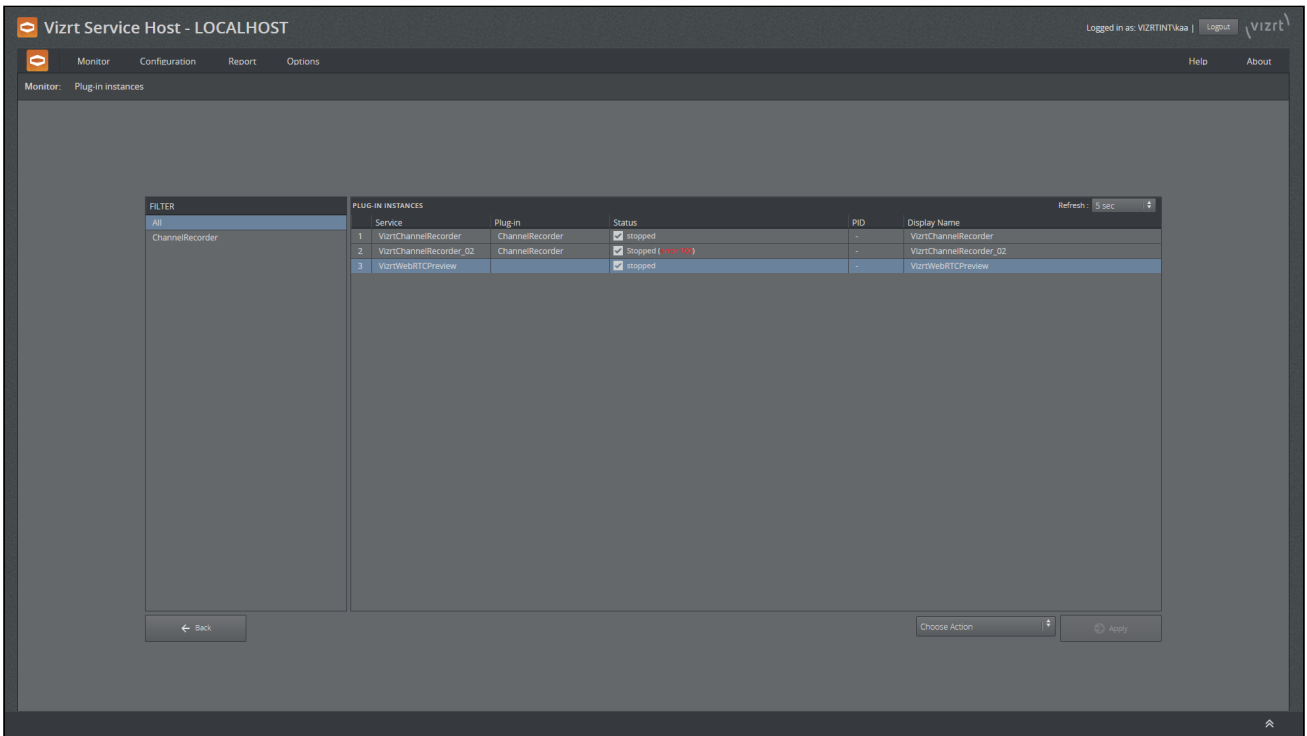 Vizrt Service Host - LOCALHOST
Logged in as: VIZRTINT\kaa | Logout vizrt
Monitor Configuration Report Options Help About
Monitor: Plug-in instances
FILTER PLUG-IN INSTANCES Refresh : 5 sec
All Service Plug-in Status PID Display Name
ChannelRecorder 1 VizrtChannelRecorder ChannelRecorder stopped - VizrtChannelRecorder
2 VizrtChannelRecorder_02 ChannelRecorder Stopped ( ) - VizrtChannelRecorder_02
3 VizrtWebRTCPreview stopped - VizrtWebRTCPreview
Back Choose Action Apply